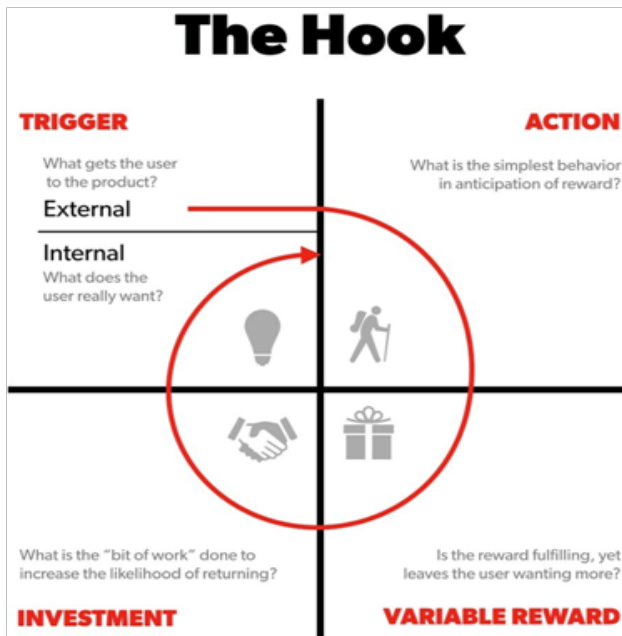 The Hook
TRIGGER
What gets the user
to the product?
External
Internal
What does the
user really want?
ACTION
What is the simplest behavior
in anticipation of reward?
What is the "bit of work" done to
increase the likelihood of returning?
INVESTMENT
Is the reward fulfilling, yet
leaves the user wanting more?
VARIABLE REWARD